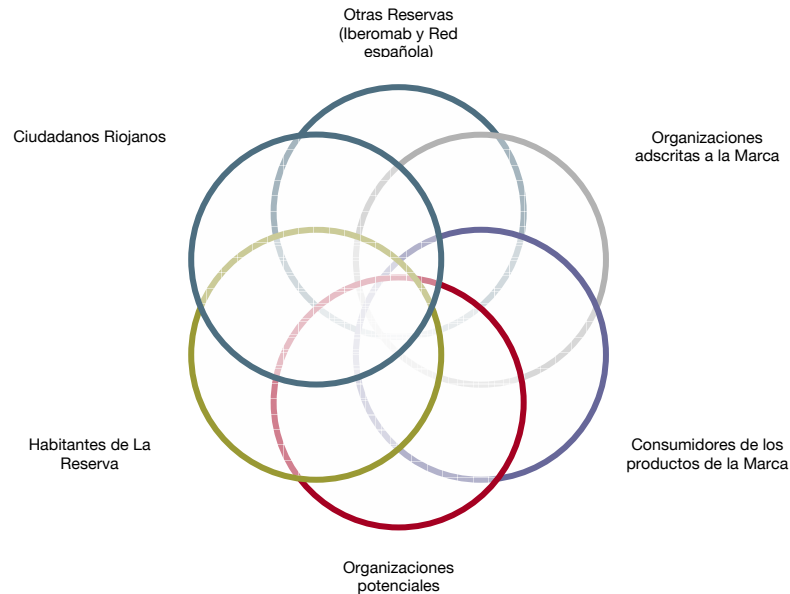 Otras Reservas
(Iberomab y Red
española)
Ciudadanos Riojanos
Organizaciones
adscritas a la Marca
Habitantes de La
Reserva
Consumidores de los
productos de la Marca
Organizaciones
potenciales